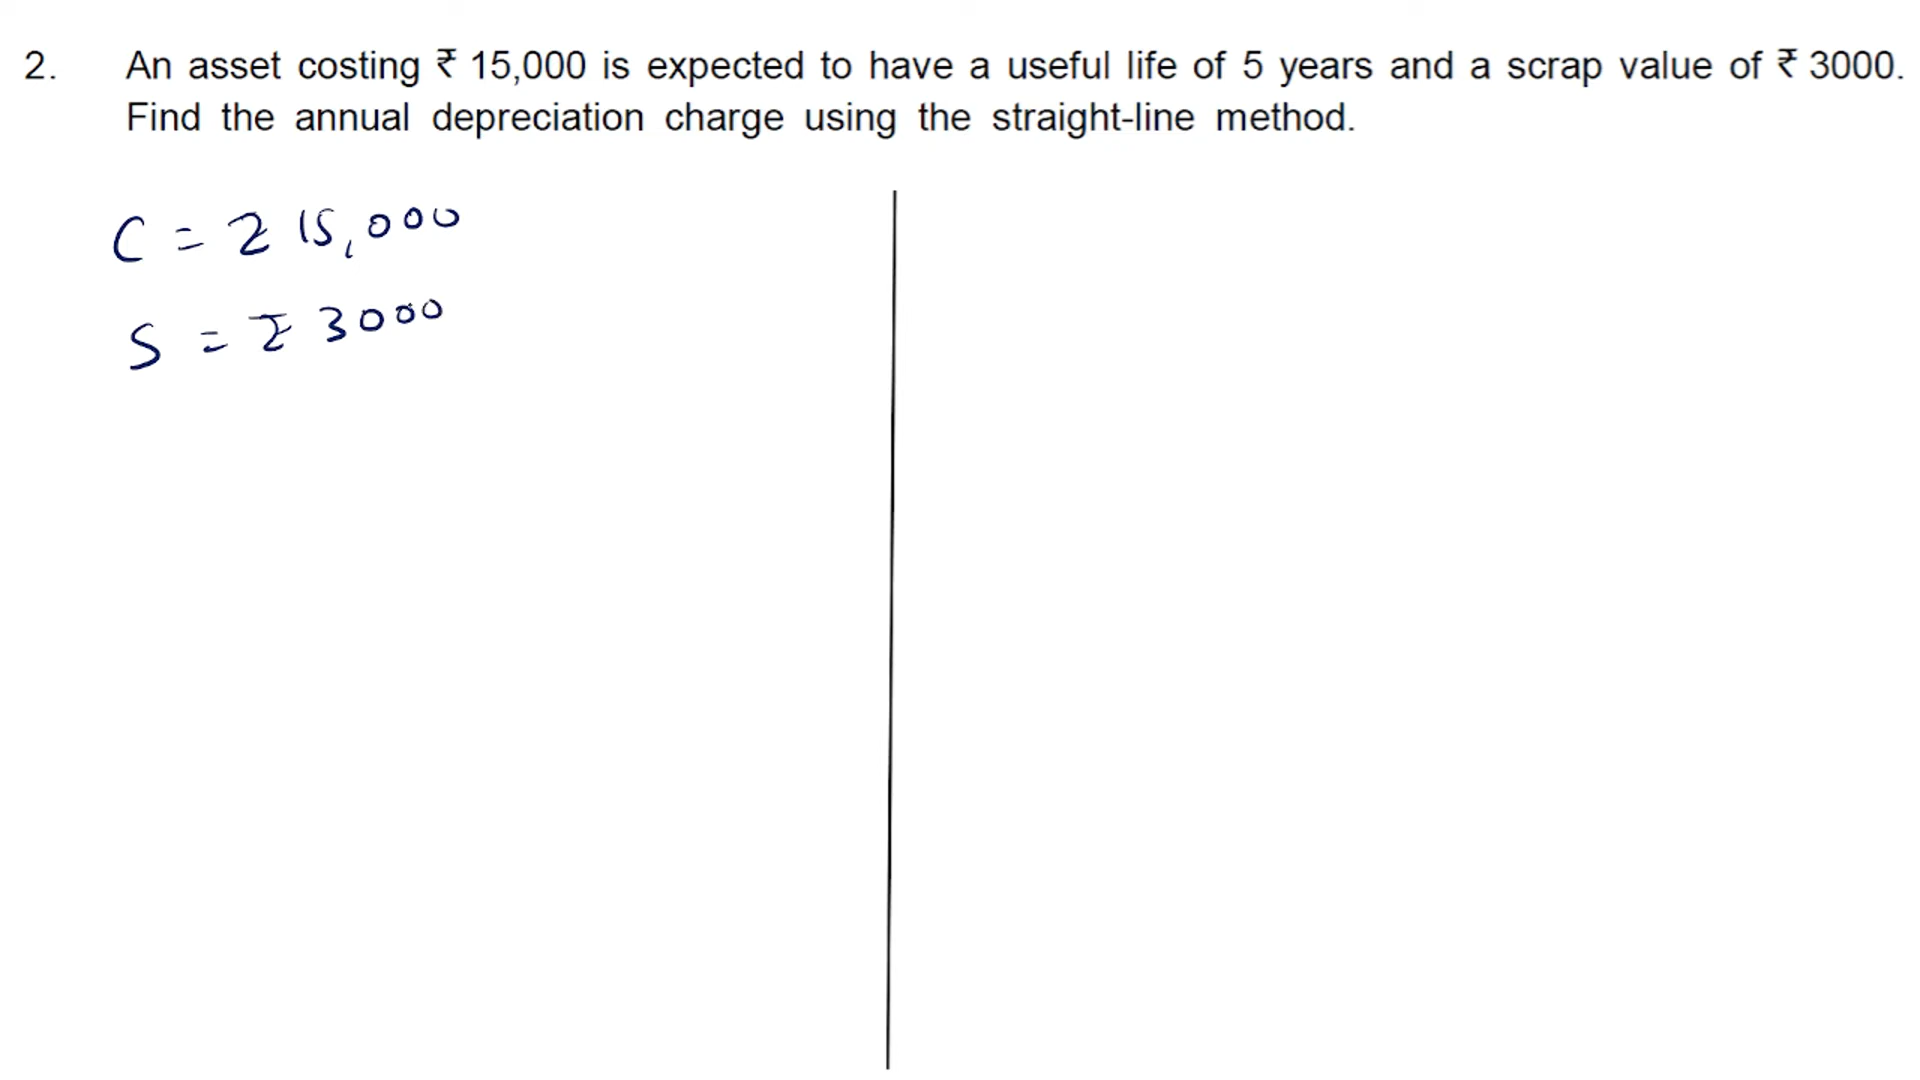 2. An asset costing ₹ 15,000 is expected to have a useful life of 5 years and a scrap value of ₹ 3000.
Find the annual depreciation charge using the straight-line method.
C = ₹ 15,000
S = ₹ 3000